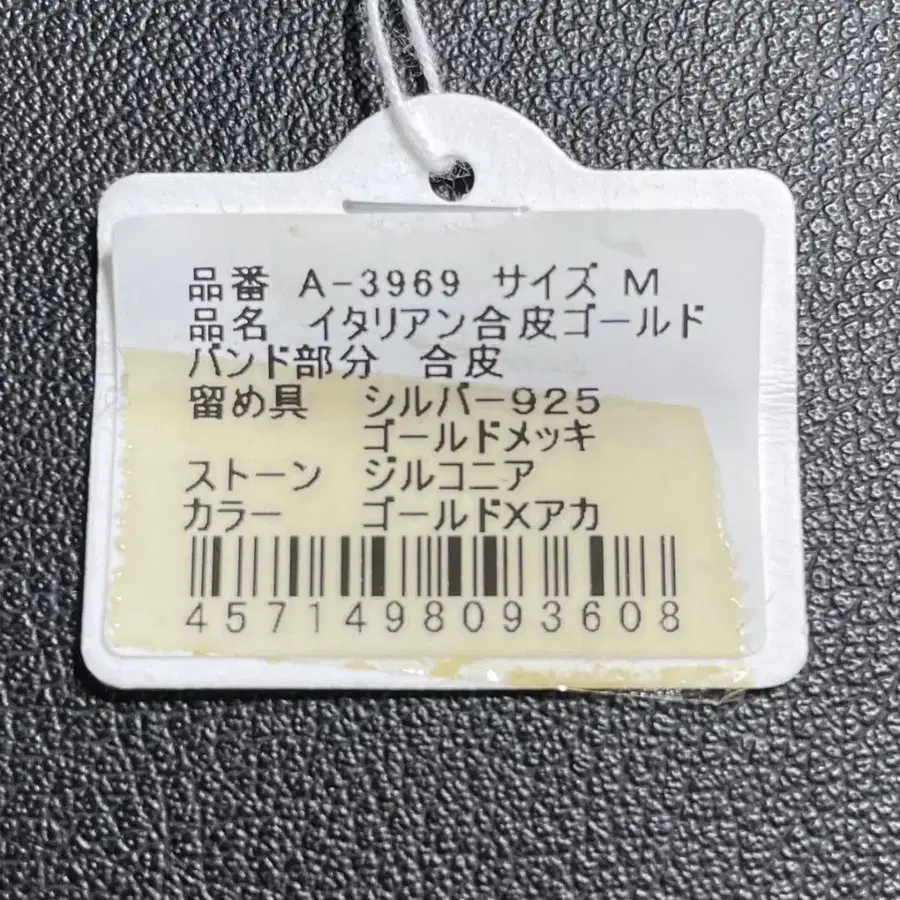 品番 A-3969 サイズ M
品名 イタリアン合皮ゴールド
バンド部分 合皮
留め具 シルバー925
ゴールドメッキ
ストーン ジルコニア
カラー ゴールドXアカ
4571498093608